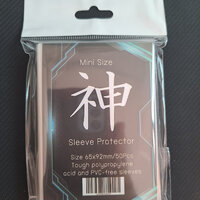 Mini Size
神
Sleeve Protector
Size 65x92mm/50Pcs
Tough polypropylene
acid and PVC-free sleeves